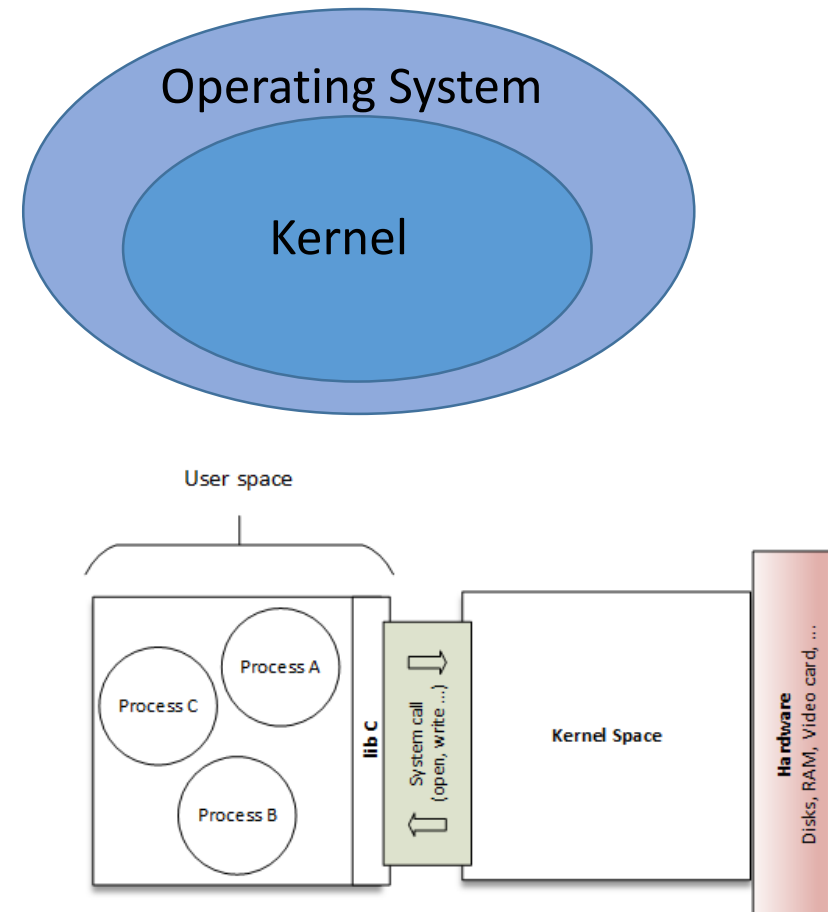 Operating System
Kernel
User space
Process A
Process C
Process B
lib C
System call
(open, write ...)
Kernel Space
Hardware
Disks, RAM, Video card, ...